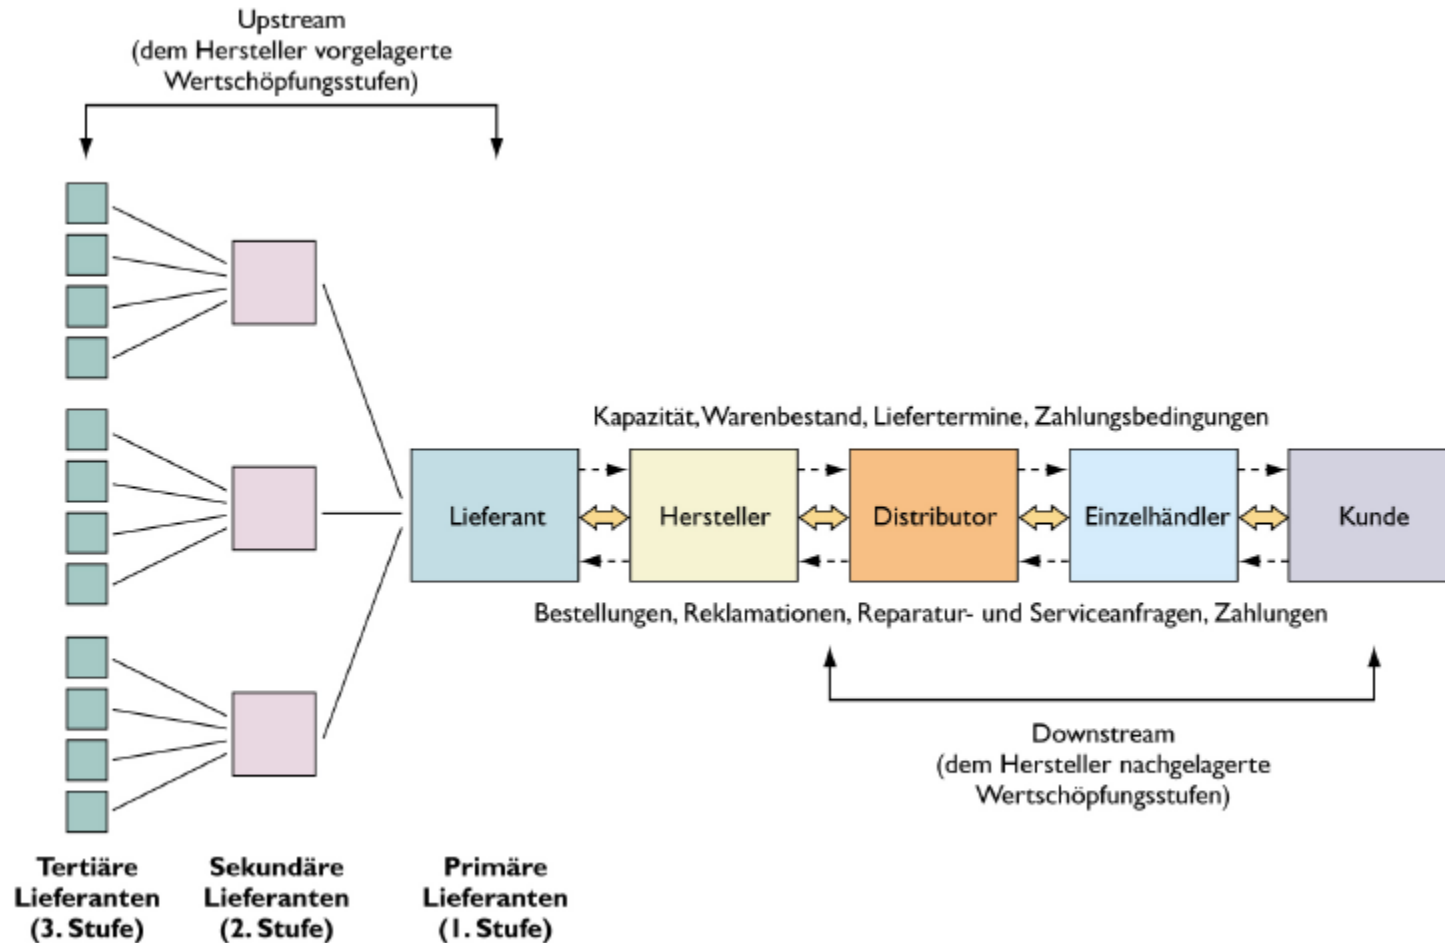 Upstream
(dem Hersteller vorgelagerte
Wertschöpfungsstufen)
Kapazität, Warenbestand, Liefertermine, Zahlungsbedingungen
Lieferant
Hersteller
Distributor
Einzelhändler
Kunde
Bestellungen, Reklamationen, Reparatur- und Serviceanfragen, Zahlungen
Downstream
(dem Hersteller nachgelagerte
Wertschöpfungsstufen)
Tertiäre
Lieferanten
(3. Stufe)
Sekundäre
Lieferanten
(2. Stufe)
Primäre
Lieferanten
(1. Stufe)